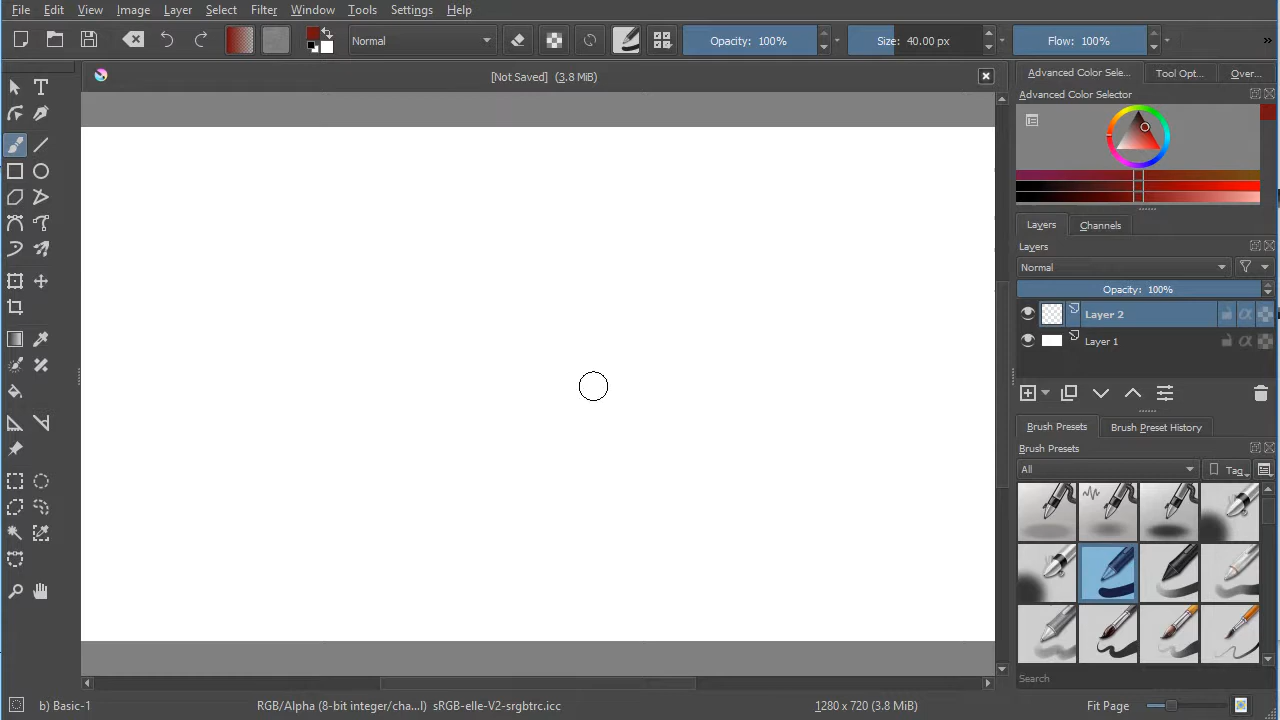 File Edit View Image Layer Select Filter Window Tools Settings Help
Normal Opacity: 100% Size: 40.00 px Flow: 100% »
[Not Saved] (3.8 MiB)
Advanced Color Sele... Tool Opt... Over...
Advanced Color Selector
Layers Channels
Layers
Normal
Opacity: 100%
Layer 2
Layer 1
Brush Presets Brush Preset History
Brush Presets
All Tag
Search
b) Basic-1 RGB/Alpha (8-bit integer/cha...l) sRGB-elle-V2-srgbtrc.icc 1280 x 720 (3.8 MiB) Fit Page